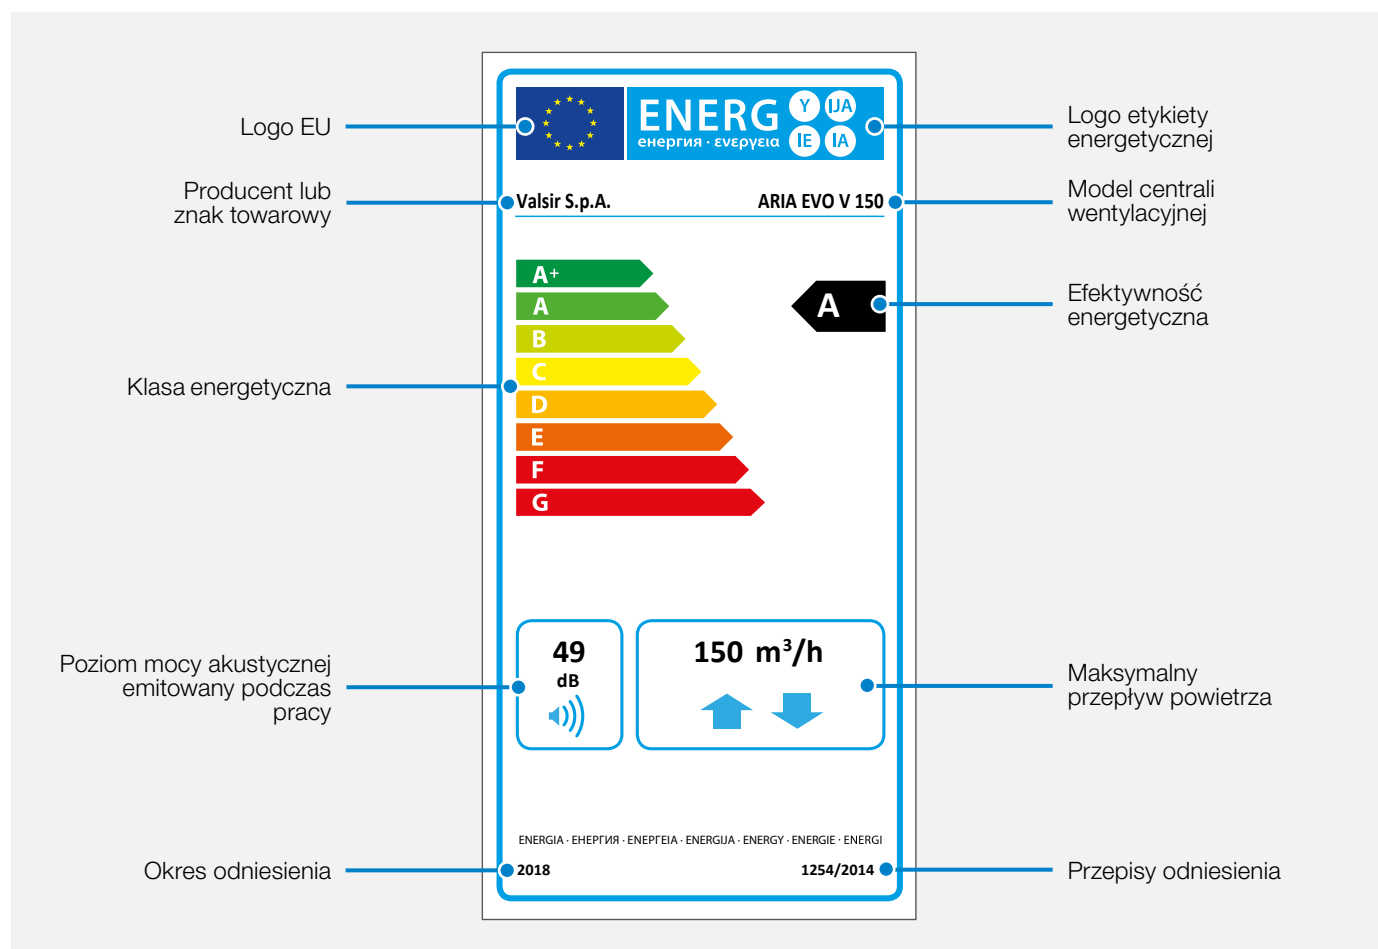 Logo EU
ENERG
Y
IJA
IE
IA
енергия · ενεργεια
Logo etykiety
energetycznej
Producent lub
znak towarowy
Valsir S.p.A.
ARIA EVO V 150
Model centrali
wentylacyjnej
A+
A
B
C
D
E
F
G
A
Efektywność
energetyczna
Klasa energetyczna
Poziom mocy akustycznej
emitowany podczas
pracy
49
dB
150 m³/h
Maksymalny
przepływ powietrza
ENERGIA · ЕНЕРГИЯ · ΕΝΕΡΓΕΙΑ · ENERGIJA · ENERGY · ENERGIE · ENERGI
Okres odniesienia
2018
1254/2014
Przepisy odniesienia